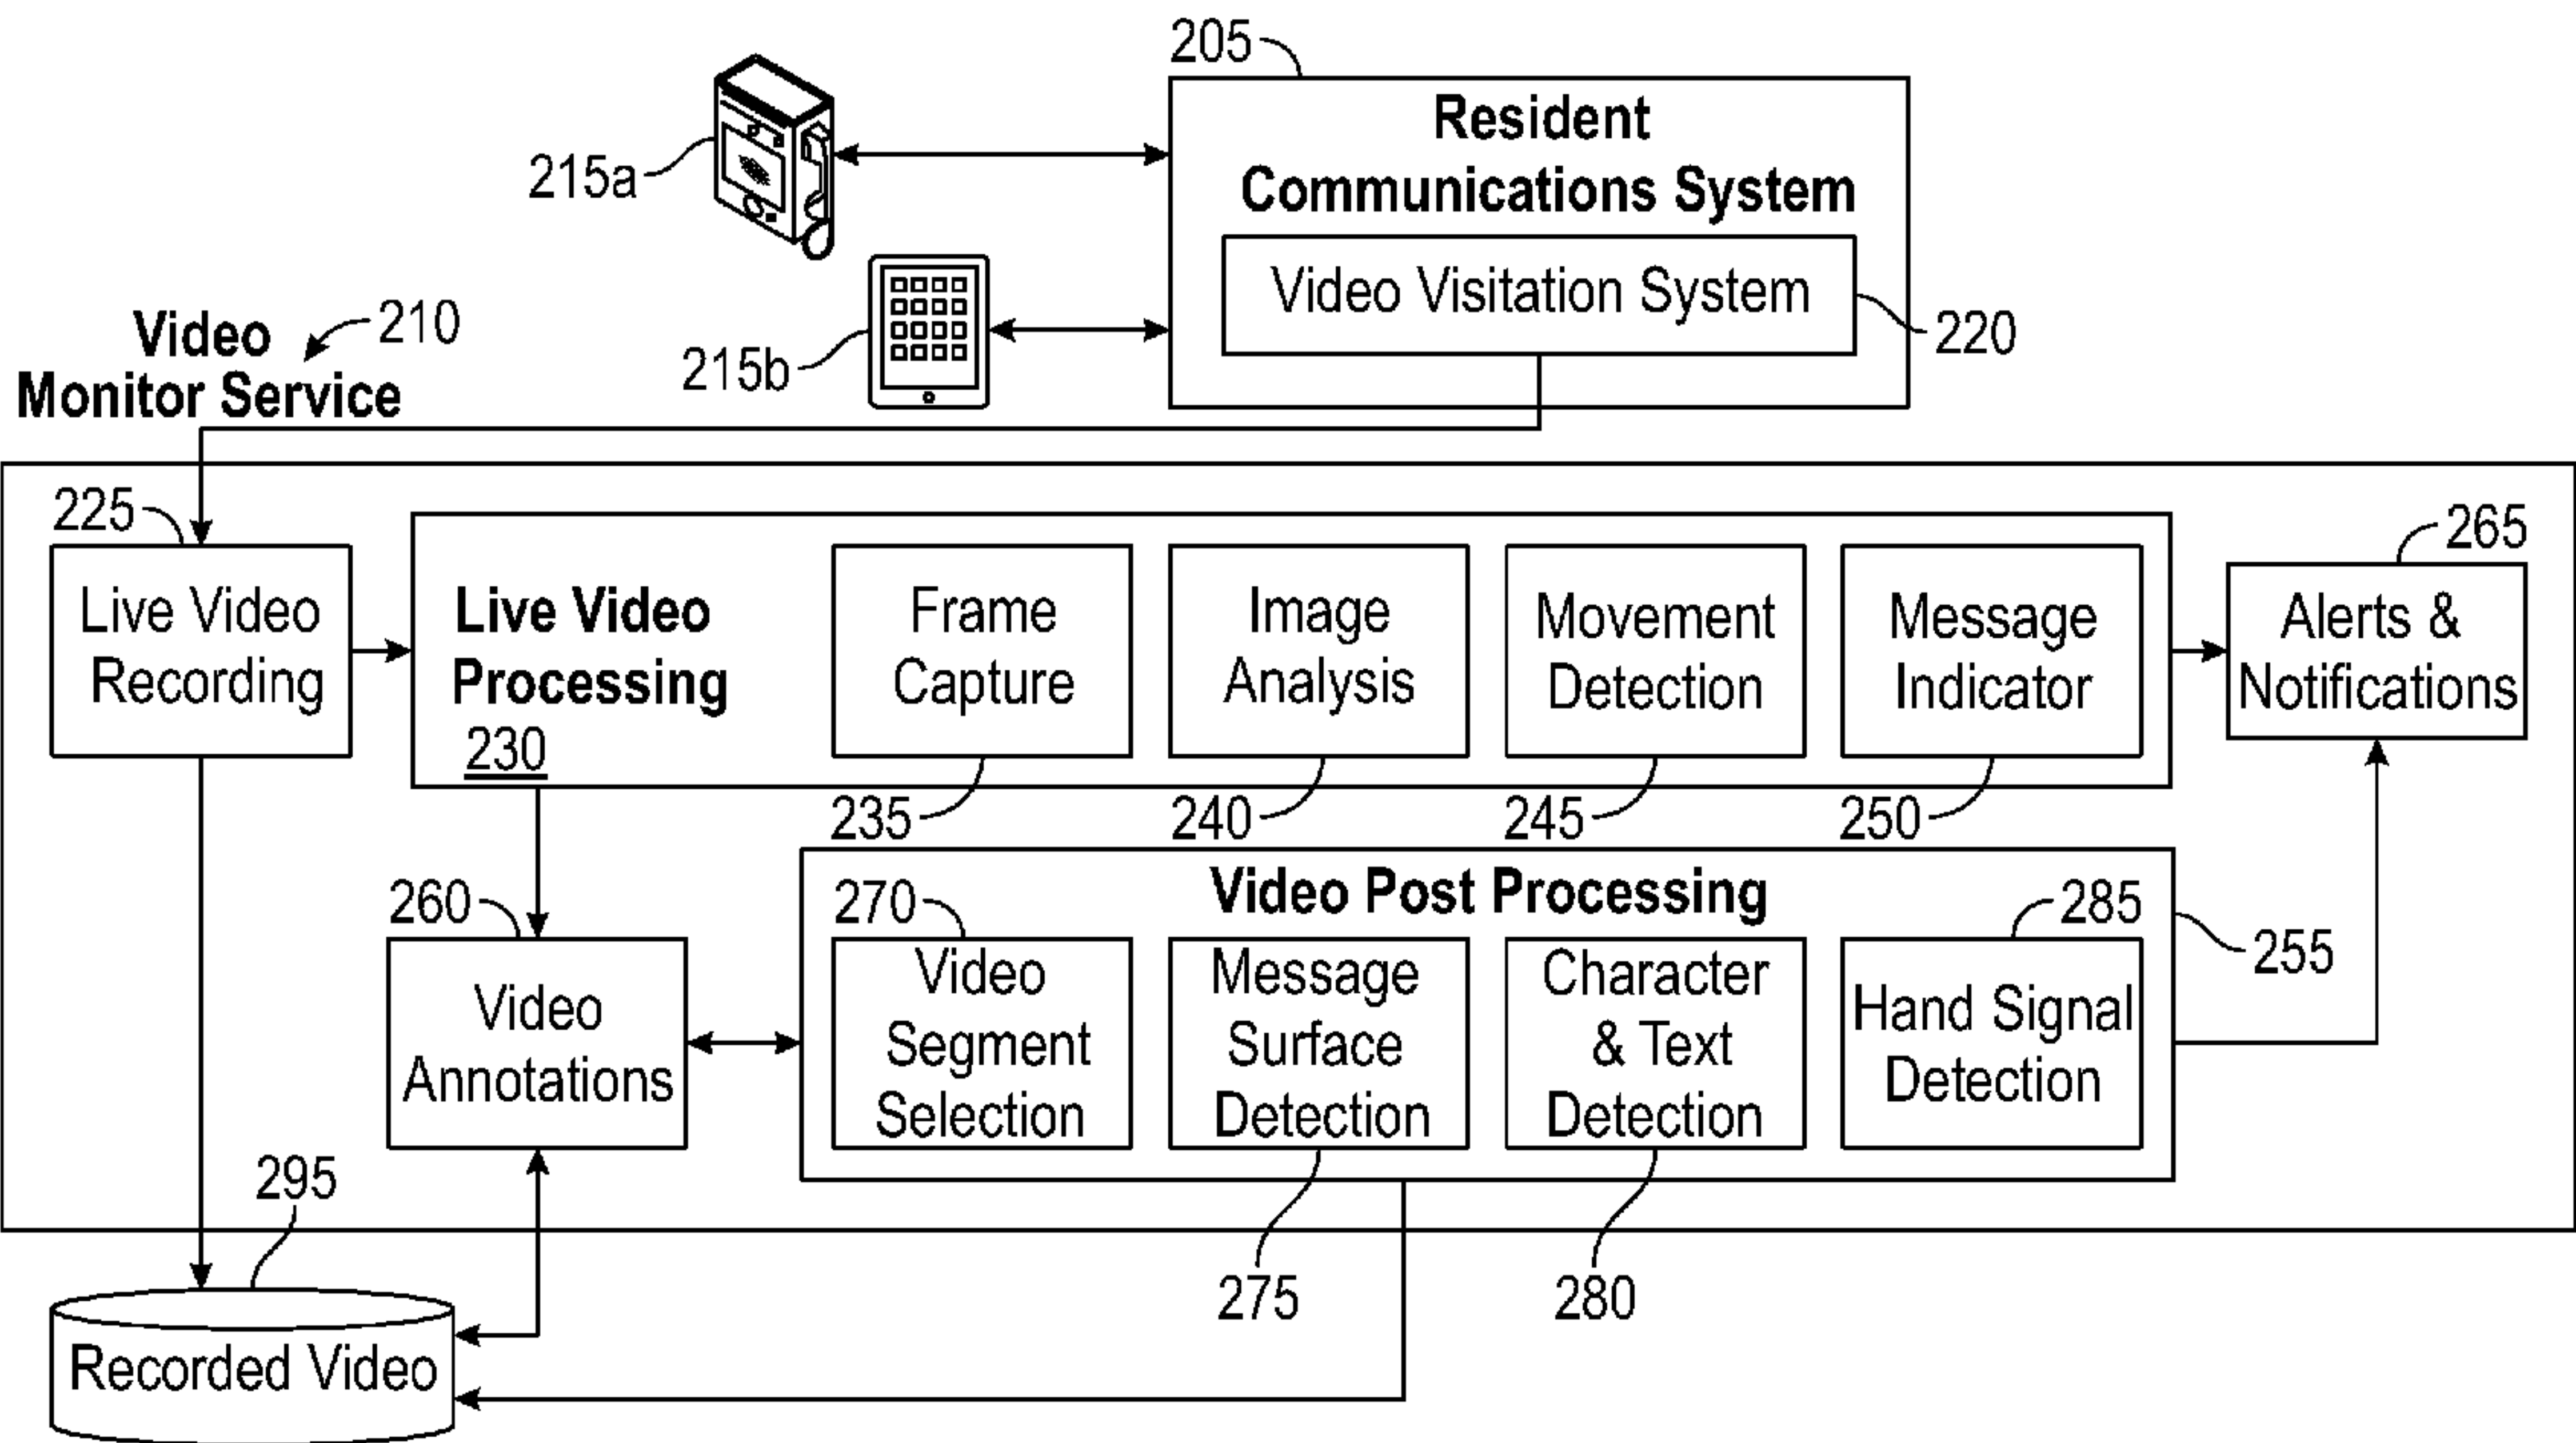 205
Resident
Communications System
215a
Video Visitation System
220
215b
Video
Monitor Service
210
225
Live Video
Recording
Live Video
Processing
230
Frame
Capture
235
Image
Analysis
240
Movement
Detection
245
Message
Indicator
250
265
Alerts &
Notifications
260
Video
Annotations
Video Post Processing
255
270
Video
Segment
Selection
Message
Surface
Detection
275
Character
& Text
Detection
280
285
Hand Signal
Detection
295
Recorded Video